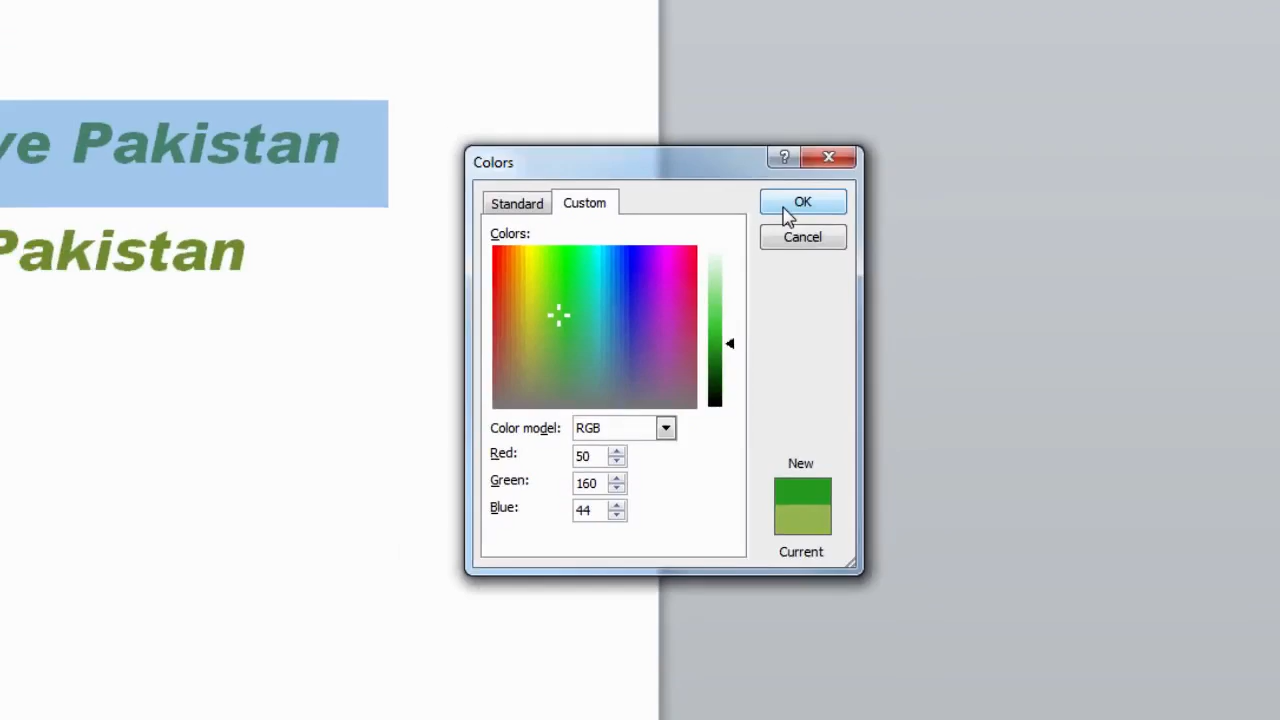 ve Pakistan
Pakistan
Colors
?
Standard
Custom
OK
Cancel
Colors:
Color model: RGB
Red: 50
Green: 160
Blue: 44
New
Current